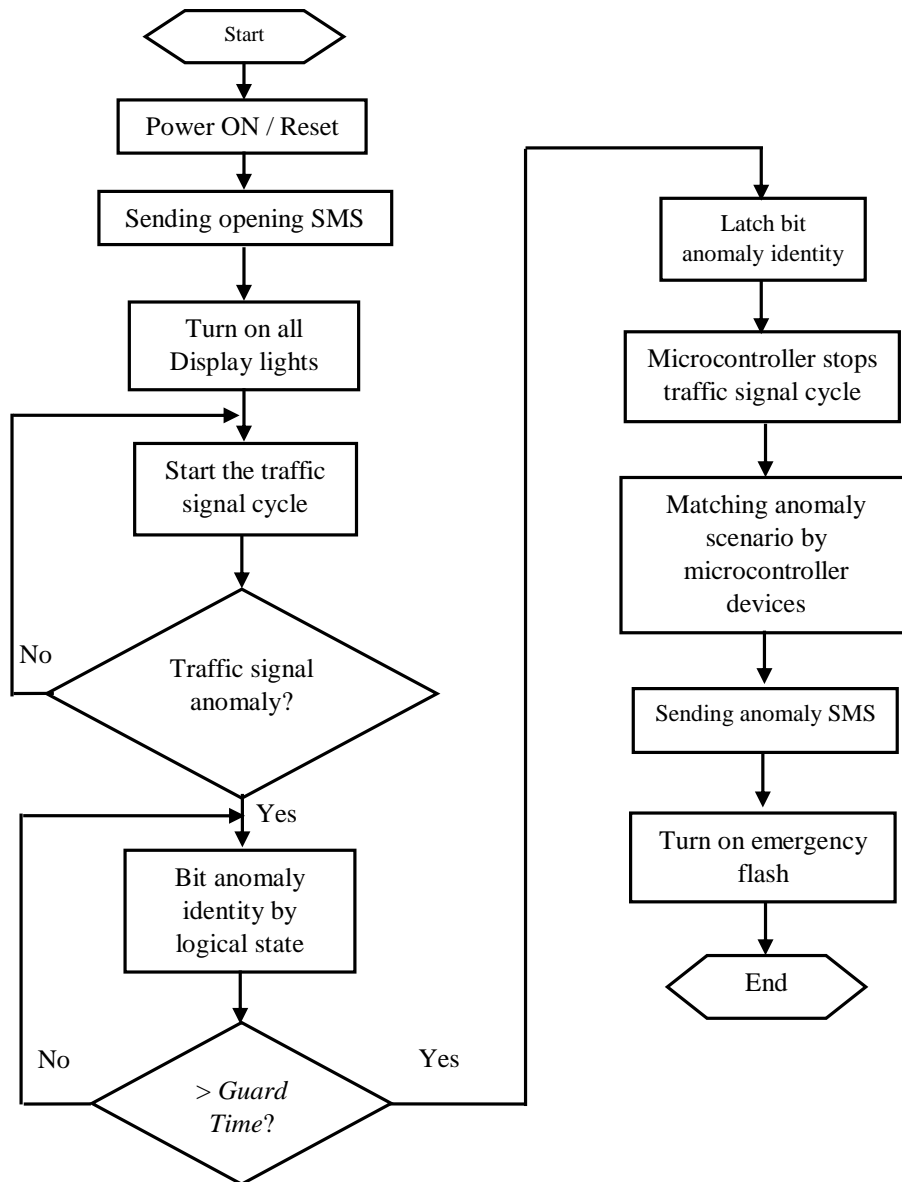 Start
Power ON / Reset
Sending opening SMS
Turn on all
Display lights
Start the traffic
signal cycle
No
Traffic signal
anomaly?
Yes
Bit anomaly
identity by
logical state
No
Yes
> Guard
Time?
Latch bit
anomaly identity
Microcontroller stops
traffic signal cycle
Matching anomaly
scenario by
microcontroller
devices
Sending anomaly SMS
Turn on emergency
flash
End